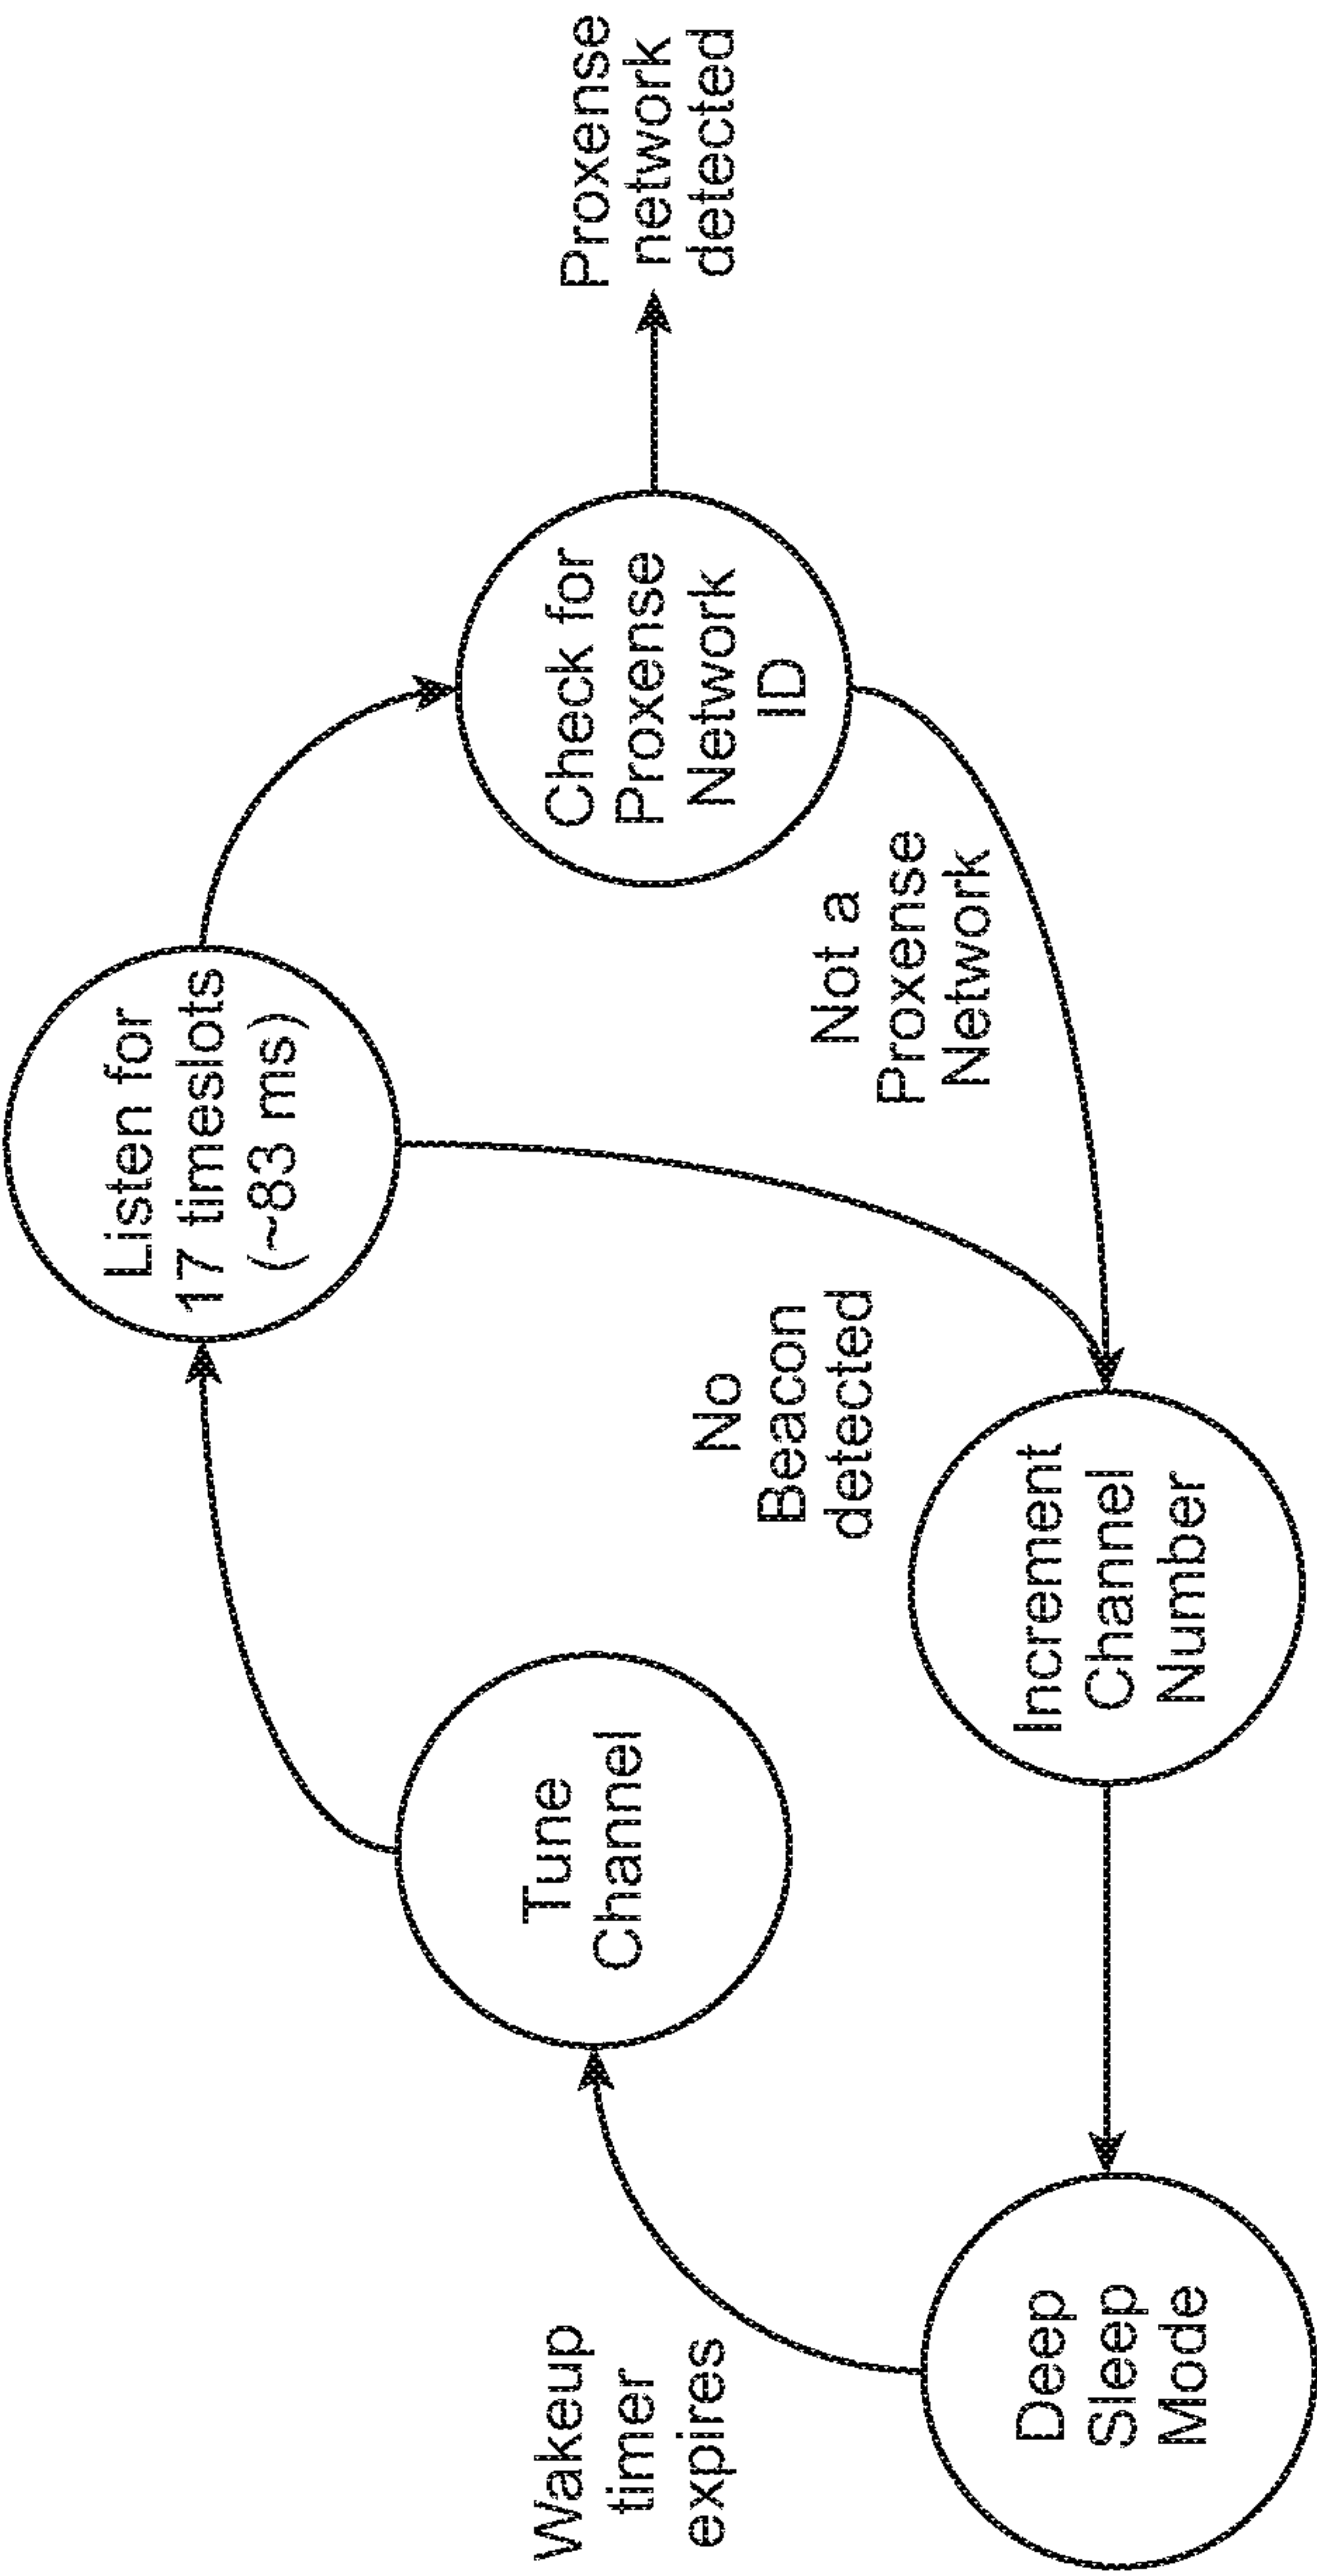 Wakeup
timer
expires
Deep
Sleep
Mode
Tune
Channel
Listen for
17 timeslots
(~83 ms)
No
Beacon
detected
Increment
Channel
Number
Not a
Proxense
Network
Check for
Proxense
Network
ID
Proxense
network
detected